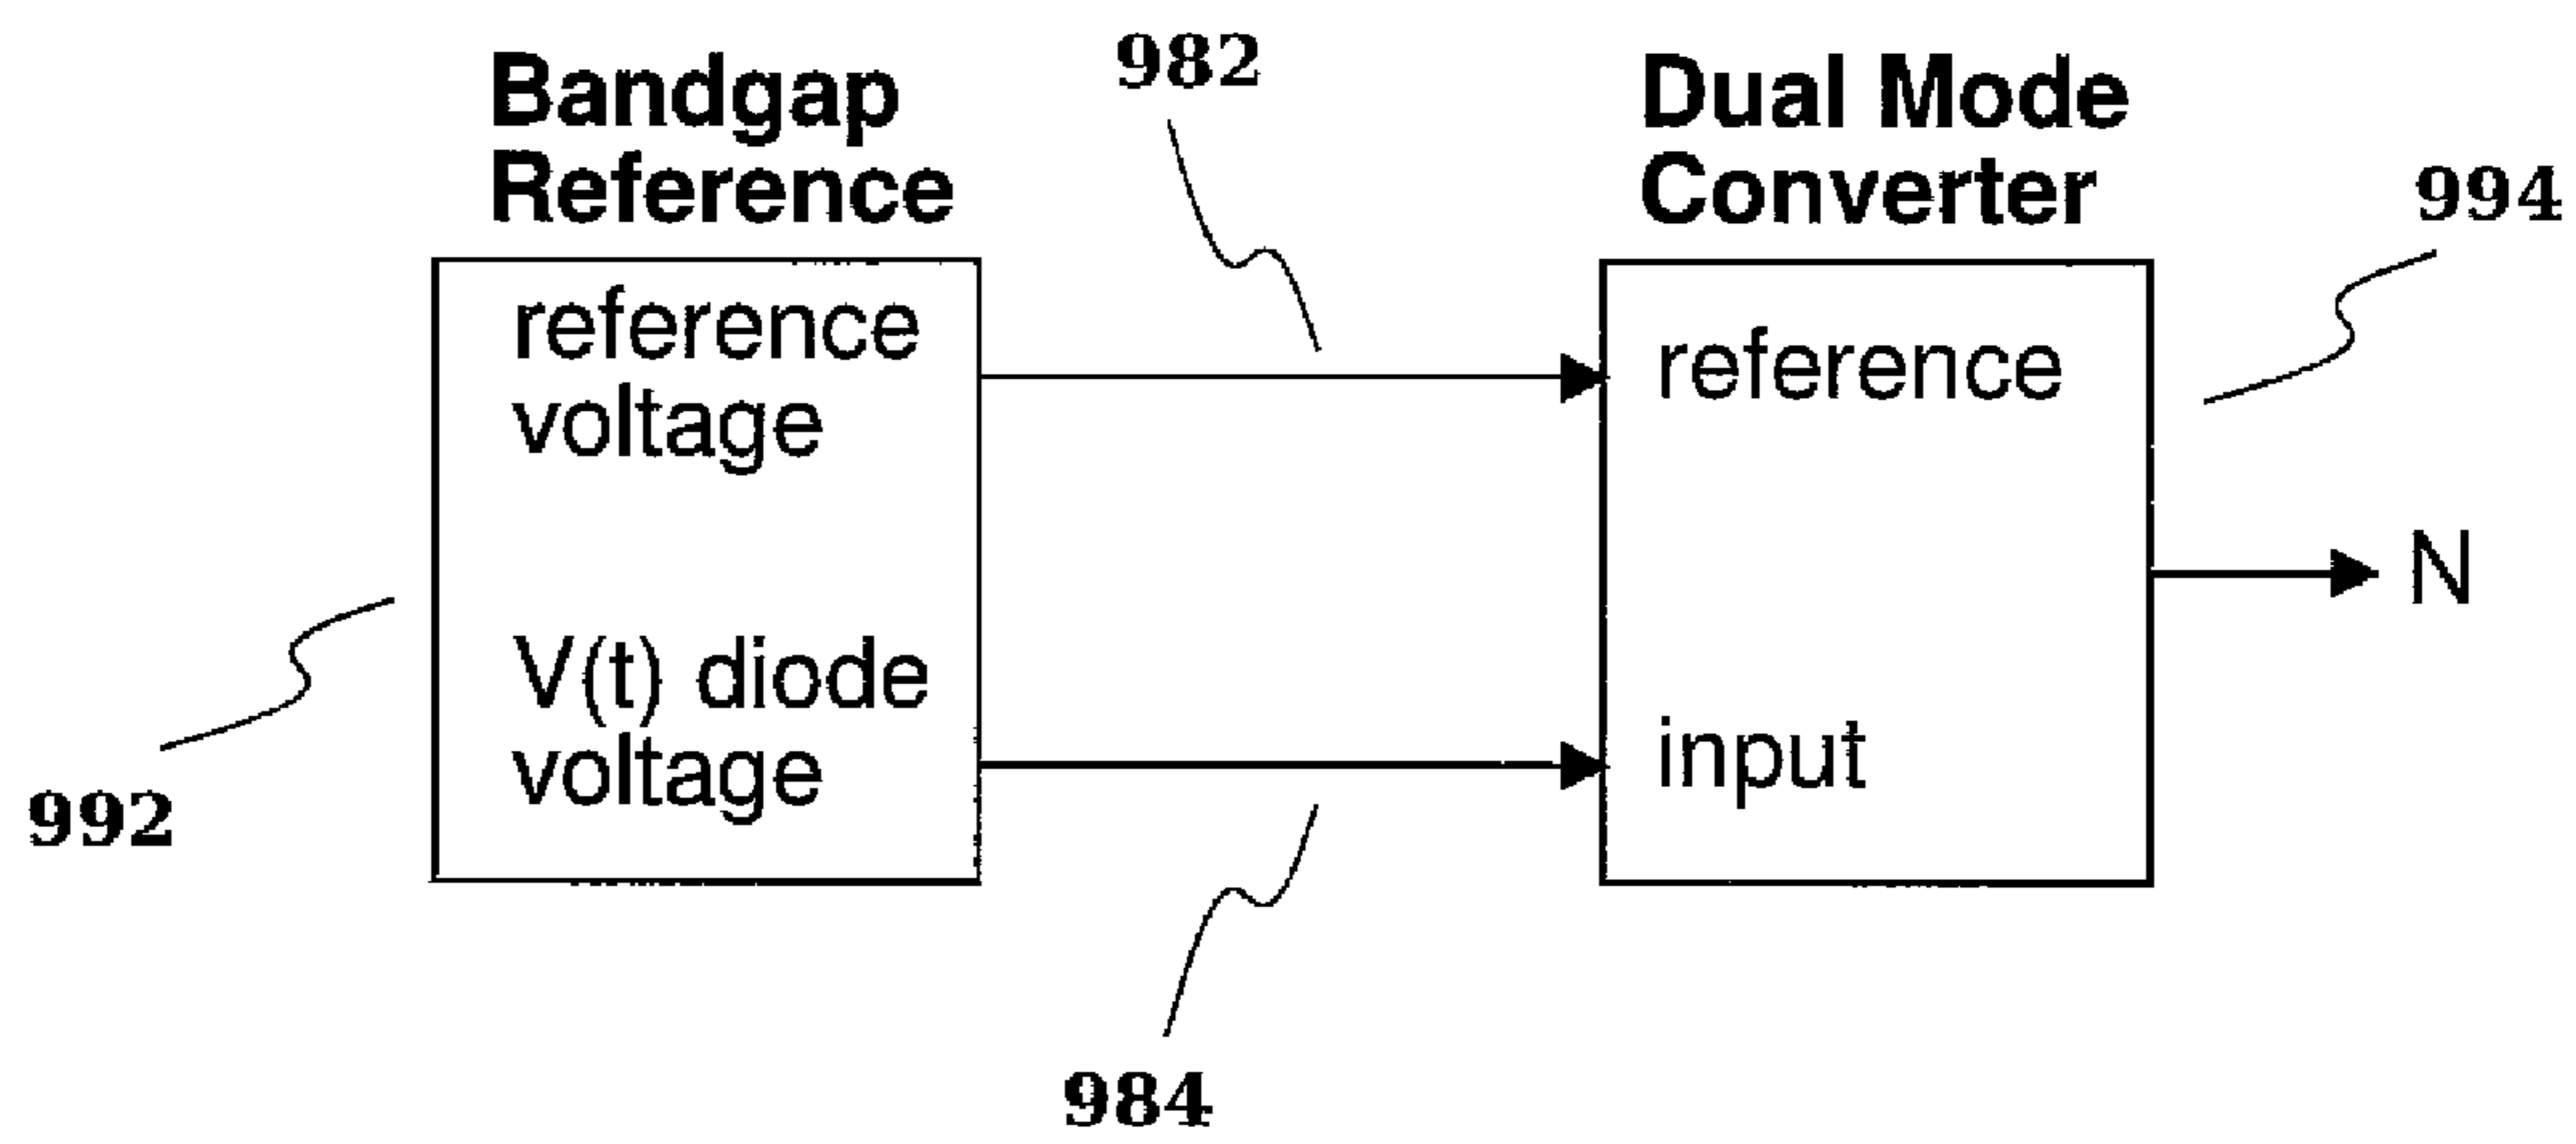 982
Bandgap
Reference
Dual Mode
Converter
994
reference
voltage
reference
N
V(t) diode
voltage
input
992
984